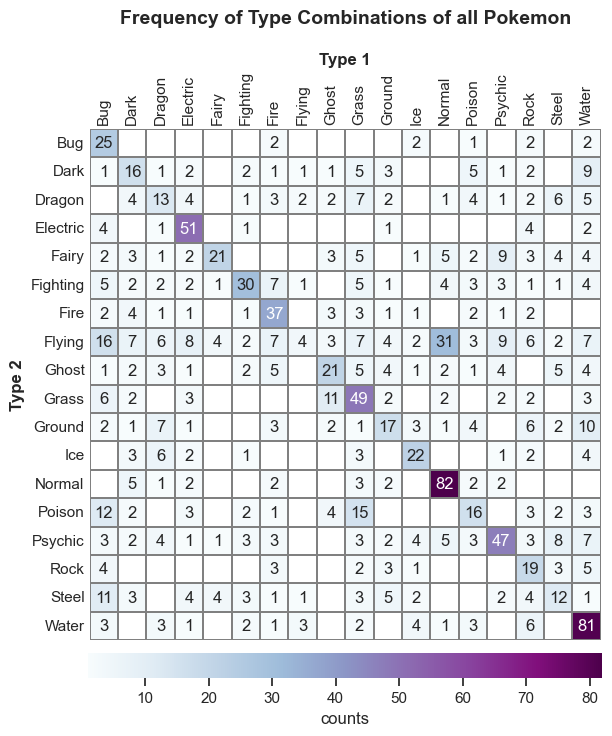 Frequency of Type Combinations of all Pokemon
Type 1
Bug Dark Dragon Electric Fairy Fighting Fire Flying Ghost Grass Ground Ice Normal Poison Psychic Rock Steel Water
Type 2
Bug 25 2 2 1 2 2
Dark 1 16 1 2 2 1 1 1 5 3 5 1 2 9
Dragon 4 13 4 1 3 2 2 7 2 1 4 1 2 6 5
Electric 4 1 51 1 1 4 2
Fairy 2 3 1 2 21 3 5 1 5 2 9 3 4 4
Fighting 5 2 2 2 1 30 7 1 5 1 4 3 3 1 1 4
Fire 2 4 1 1 1 37 3 3 1 1 2 1 2
Flying 16 7 6 8 4 2 7 4 3 7 4 2 31 3 9 6 2 7
Ghost 1 2 3 1 2 5 21 5 4 1 2 1 4 5 4
Grass 6 2 3 11 49 2 2 2 2 3
Ground 2 1 7 1 3 2 1 17 3 1 4 6 2 10
Ice 3 6 2 1 3 22 1 2 4
Normal 5 1 2 2 3 2 82 2 2
Poison 12 2 3 2 1 4 15 16 3 2 3
Psychic 3 2 4 1 1 3 3 3 2 4 5 3 47 3 8 7
Rock 4 3 2 3 1 19 3 5
Steel 11 3 4 4 3 1 1 3 5 2 2 4 12 1
Water 3 3 1 2 1 3 2 4 1 3 6 81
10 20 30 40 50 60 70 80
counts